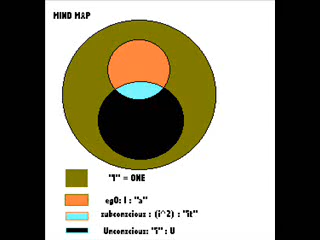 MIND MAP
"I" = ONE
egO: I : "a"
subconscious : (i^2) : "it"
Unconscious: "i" : U